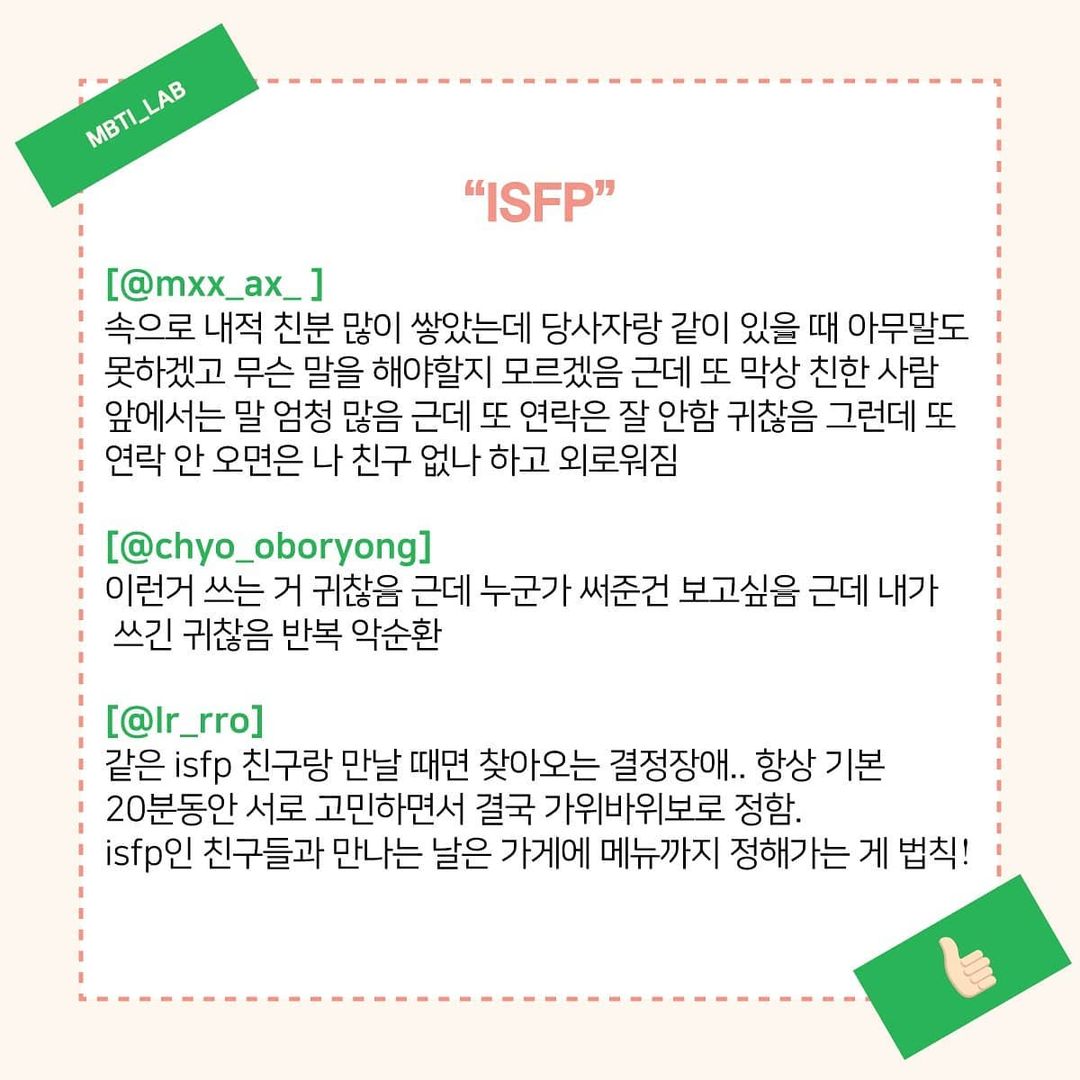 MBTI_LAB
“ISFP”
[@mxx_ax_ ]
속으로 내적 친분 많이 쌓았는데 당사자랑 같이 있을 때 아무말도
못하겠고 무슨 말을 해야할지 모르겠음 근데 또 막상 친한 사람
앞에서는 말 엄청 많음 근데 또 연락은 잘 안함 귀찮음 그런데 또
연락 안 오면은 나 친구 없나 하고 외로워짐
[@chyo_oboryong]
이런거 쓰는 거 귀찮음 근데 누군가 써준건 보고싶음 근데 내가
쓰긴 귀찮음 반복 악순환
[@lr_rro]
같은 isfp 친구랑 만날 때면 찾아오는 결정장애.. 항상 기본
20분동안 서로 고민하면서 결국 가위바위보로 정함.
isfp인 친구들과 만나는 날은 가게에 메뉴까지 정해가는 게 법칙!